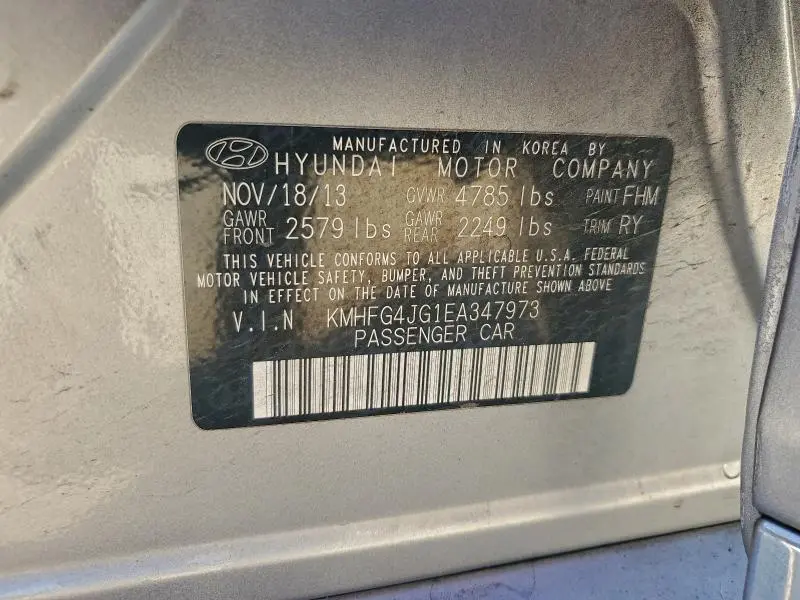 MANUFACTURED IN KOREA BY
HYUNDAI MOTOR COMPANY
NOV/18/13 GVWR 4785 lbs PAINT FHM
GAWR FRONT 2579 lbs GAWR REAR 2249 lbs TRIM RY
THIS VEHICLE CONFORMS TO ALL APPLICABLE U.S.A. FEDERAL
MOTOR VEHICLE SAFETY, BUMPER, AND THEFT PREVENTION STANDARDS
IN EFFECT ON THE DATE OF MANUFACTURE SHOWN ABOVE
V.I.N KMHFG4JG1EA347973
PASSENGER CAR